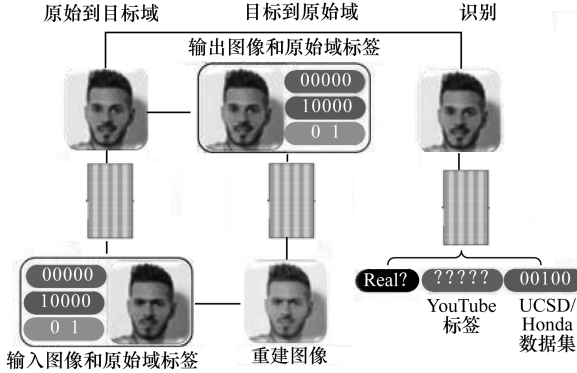 原始到目标域
目标到原始域
识别
输出图像和原始域标签
00000
10000
0 1
00000
10000
0 1
输入图像和原始域标签
重建图像
Real?
?????
00100
YouTube
标签
UCSD/
Honda
数据集